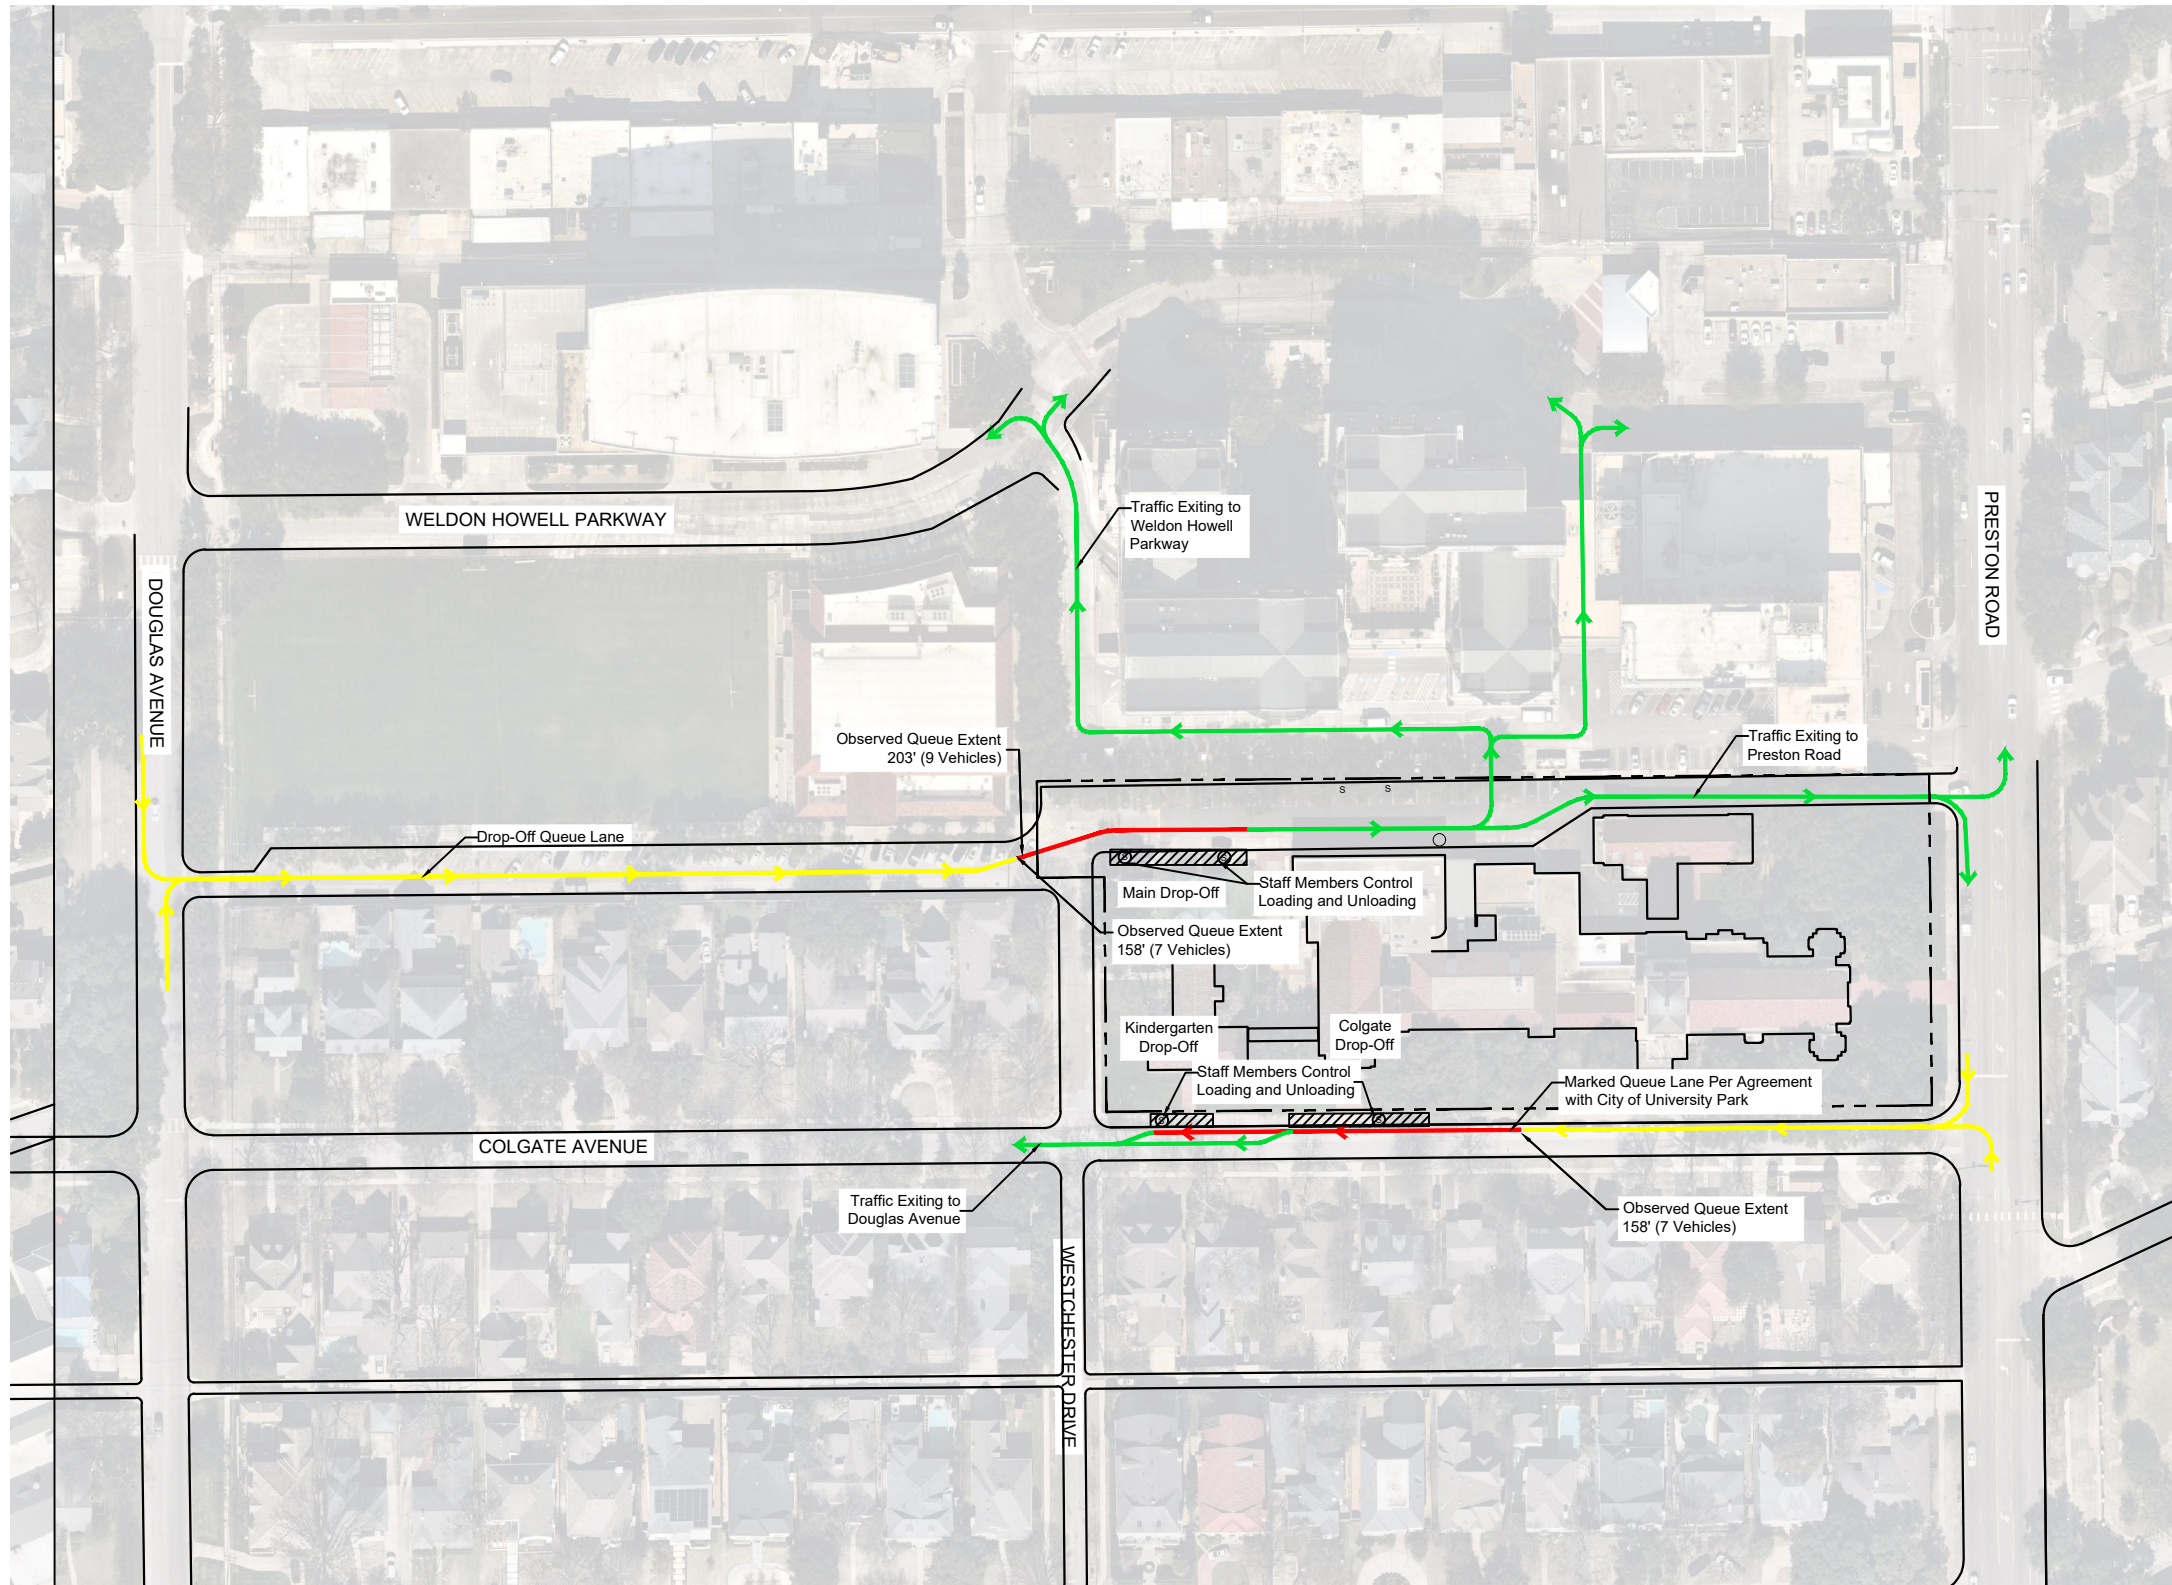 WELDON HOWELL PARKWAY
Traffic Exiting to
Weldon Howell
Parkway
PRESTON ROAD
DOUGLAS AVENUE
Observed Queue Extent
203' (9 Vehicles)
Traffic Exiting to
Preston Road
S
S
Drop-Off Queue Lane
S
S
Main Drop-Off
Staff Members Control
Loading and Unloading
Observed Queue Extent
158' (7 Vehicles)
Kindergarten
Drop-Off
Colgate
Drop-Off
Staff Members Control
Loading and Unloading
Marked Queue Lane Per Agreement
with City of University Park
S
S
COLGATE AVENUE
Traffic Exiting to
Douglas Avenue
Observed Queue Extent
158' (7 Vehicles)
WESTCHESTER DRIVE